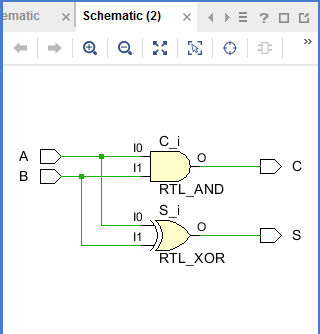 ematic
Schematic (2)
C_i
A
I0
O
C
B
I1
RTL_AND
S_i
I0
O
S
I1
RTL_XOR